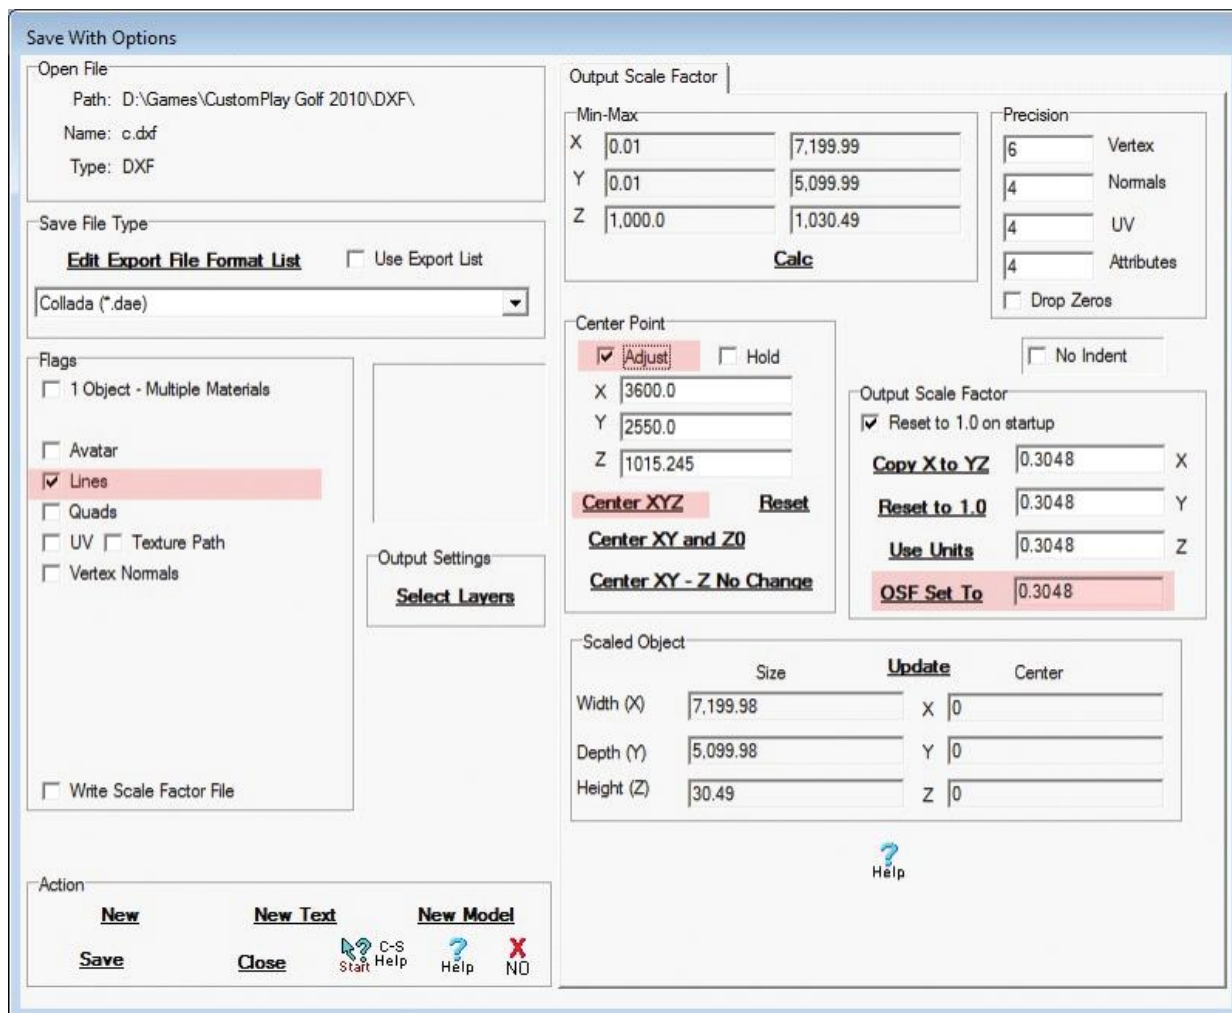 Save With Options
Open File
Path: D:\Games\CustomPlay Golf 2010\DXF\
Name: c.dxf
Type: DXF
Save File Type
Edit Export File Format List
Use Export List
Collada (*.dae)
Flags
1 Object - Multiple Materials
Avatar
Lines
Quads
UV
Texture Path
Vertex Normals
Write Scale Factor File
Output Settings
Select Layers
Action
New
New Text
New Model
Save
Close
Start
C-S
Help
Help
NO
Output Scale Factor
Min-Max
X 0.01 7,199.99
Y 0.01 5,099.99
Z 1,000.0 1,030.49
Calc
Precision
6 Vertex
4 Normals
4 UV
4 Attributes
Drop Zeros
No Indent
Center Point
Adjust
Hold
X 3600.0
Y 2550.0
Z 1015.245
Center XYZ
Reset
Center XY and Z0
Center XY - Z No Change
Output Scale Factor
Reset to 1.0 on startup
Copy X to YZ 0.3048 X
Reset to 1.0 0.3048 Y
Use Units 0.3048 Z
OSF Set To 0.3048
Scaled Object
Size Update Center
Width (X) 7,199.98 X 0
Depth (Y) 5,099.98 Y 0
Height (Z) 30.49 Z 0
Help